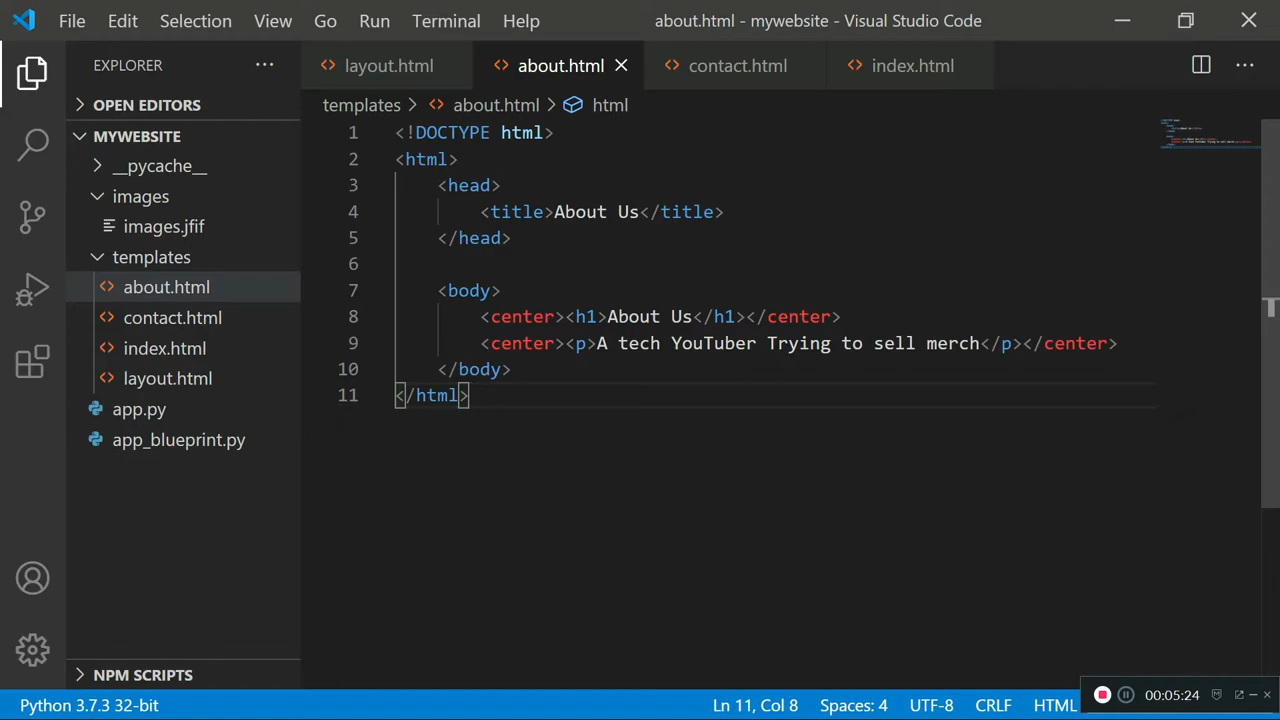 File Edit Selection View Go Run Terminal Help about.html - mywebsite - Visual Studio Code
EXPLORER ···
layout.html about.html contact.html index.html ···
OPEN EDITORS
templates > about.html > html
MYWEBSITE
__pycache__
images
images.jfif
templates
about.html
contact.html
index.html
layout.html
app.py
app_blueprint.py
NPM SCRIPTS
1 <!DOCTYPE html>
2 <html>
3 <head>
4 <title>About Us</title>
5 </head>
6
7 <body>
8 <center><h1>About Us</h1></center>
9 <center><p>A tech YouTuber Trying to sell merch</p></center>
10 </body>
11 </html>
Python 3.7.3 32-bit Ln 11, Col 8 Spaces: 4 UTF-8 CRLF HTML 00:05:24